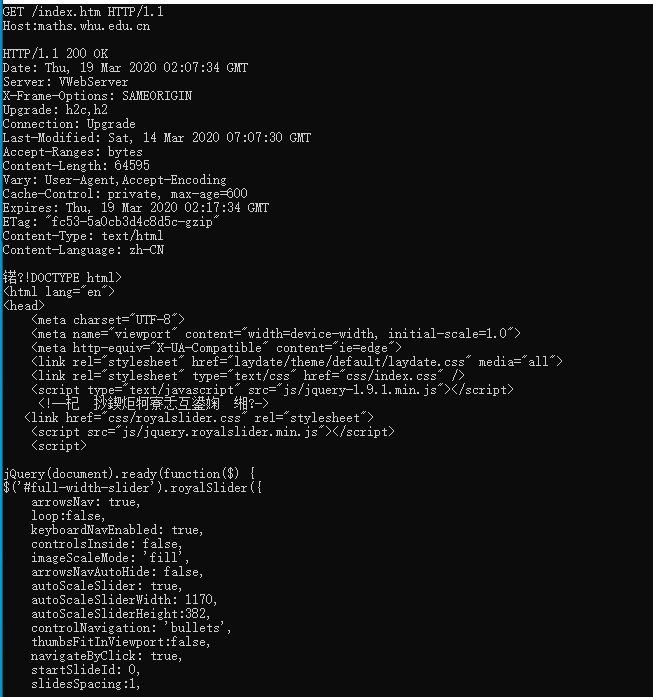 GET /index.htm HTTP/1.1
Host:maths.whu.edu.cn
HTTP/1.1 200 OK
Date: Thu, 19 Mar 2020 02:07:34 GMT
Server: VWebServer
X-Frame-Options: SAMEORIGIN
Upgrade: h2c,h2
Connection: Upgrade
Last-Modified: Sat, 14 Mar 2020 07:07:30 GMT
Accept-Ranges: bytes
Content-Length: 64595
Vary: User-Agent,Accept-Encoding
Cache-Control: private, max-age=600
Expires: Thu, 19 Mar 2020 02:17:34 GMT
ETag: "fc53-5a0cb3d4c8d5c-gzip"
Content-Type: text/html
Content-Language: zh-CN
锘?!DOCTYPE html>
<html lang="en">
<head>
<meta charset="UTF-8">
<meta name="viewport" content="width=device-width, initial-scale=1.0">
<meta http-equiv="X-UA-Compatible" content="ie=edge">
<link rel="stylesheet" href="laydate/theme/default/laydate.css" media="all">
<link rel="stylesheet" type="text/css" href="css/index.css" />
<script type="text/javascript" src="js/jquery-1.9.1.min.js"></script>
<!--
<link href="css/royalslider.css" rel="stylesheet">
<script src="js/jquery.royalslider.min.js"></script>
<script>
jQuery(document).ready(function($) {
$('#full-width-slider').royalSlider({
arrowsNav: true,
loop:false,
keyboardNavEnabled: true,
controlsInside: false,
imageScaleMode: 'fill',
arrowsNavAutoHide: false,
autoScaleSlider: true,
autoScaleSliderWidth: 1170,
autoScaleSliderHeight:382,
controlNavigation: 'bullets',
thumbsFitInViewport:false,
navigateByClick: true,
startSlideId: 0,
slidesSpacing:1,